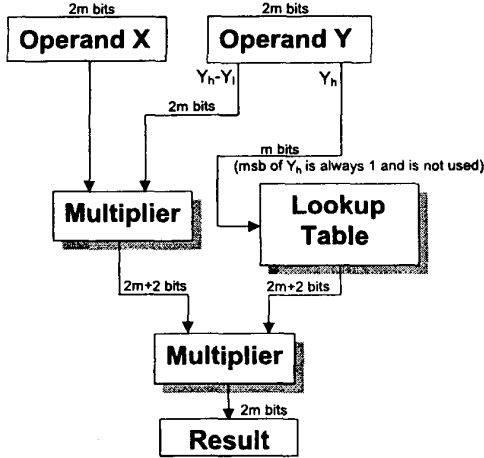 2m bits
2m bits
Operand X
Operand Y
Yh-Yl
Yh
2m bits
m bits
(msb of Yh is always 1 and is not used)
Multiplier
Lookup
Table
2m+2 bits
2m+2 bits
Multiplier
2m bits
Result